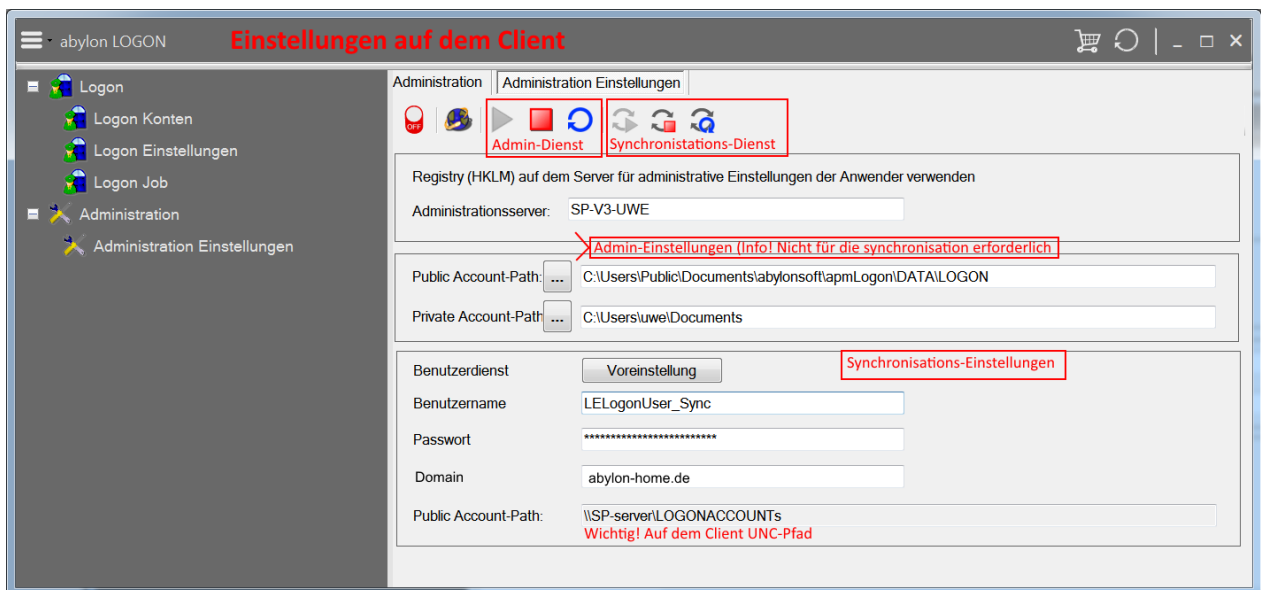 abylon LOGON
Einstellungen auf dem Client
Logon
Logon Konten
Logon Einstellungen
Logon Job
Administration
Administration Einstellungen
Administration
Administration Einstellungen
OFF
Admin-Dienst
Synchronistations-Dienst
Registry (HKLM) auf dem Server für administrative Einstellungen der Anwender verwenden
Administrationsserver: SP-V3-UWE
Admin-Einstellungen (Info! Nicht für die synchronisation erforderlich
Public Account-Path: ... C:\Users\Public\Documents\abylonsoft\apmLogon\DATA\LOGON
Private Account-Path ... C:\Users\uwe\Documents
Synchronisations-Einstellungen
Benutzerdienst Voreinstellung
Benutzername LELogonUser_Sync
Passwort *************************
Domain abylon-home.de
Public Account-Path: \\SP-server\LOGONACCOUNTs
Wichtig! Auf dem Client UNC-Pfad